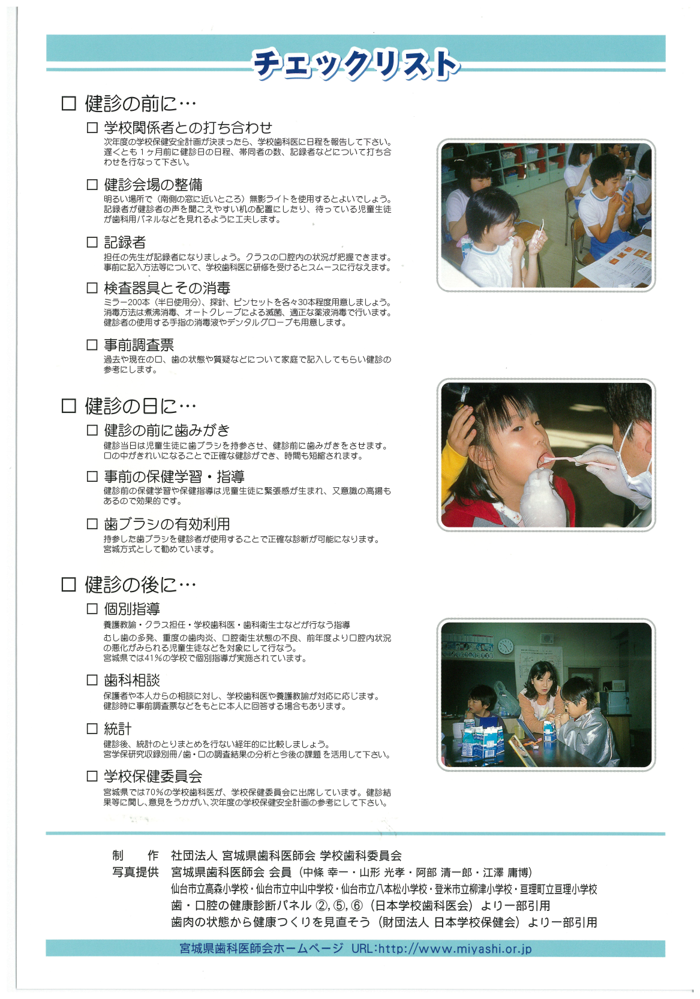 チェックリスト
□ 健診の前に…
□ 学校関係者との打ち合わせ
次年度の学校保健安全計画が決まったら、学校歯科医に日程を報告して下さい。
遅くとも1ヶ月前に健診日の日程、帯同者の数、記録者などについて打ち合
わせを行なって下さい。
□ 健診会場の整備
明るい場所で（南側の窓に近いところ）無影ライトを使用するとよいでしょう。
記録者が健診者の声を聞こえやすい机の配置にしたり、待っている児童生徒
が歯科用パネルなどを見れるように工夫します。
□ 記録者
担任の先生が記録者になりましょう。クラスの口腔内の状況が把握できます。
事前に記入方法等について、学校歯科医に研修を受けるとスムースに行なえます。
□ 検査器具とその消毒
ミラー200本（半日使用分）、探針、ピンセットを各々30本程度用意しましょう。
消毒方法は煮沸消毒、オートクレーブによる滅菌、適正な薬液消毒で行います。
健診者の使用する手指の消毒液やデンタルグローブも用意します。
□ 事前調査票
過去や現在の口、歯の状態や質疑などについて家庭で記入してもらい健診の
参考にします。
□ 健診の日に…
□ 健診の前に歯みがき
健診当日は児童生徒に歯ブラシを持参させ、健診前に歯みがきをさせます。
口の中がきれいになることで正確な健診ができ、時間も短縮されます。
□ 事前の保健学習・指導
健診前の保健学習や保健指導は児童生徒に緊張感が生まれ、又意識の高揚も
あるので効果的です。
□ 歯ブラシの有効利用
持参した歯ブラシを健診者が使用することで正確な診断が可能になります。
宮城方式として勧めています。
□ 健診の後に…
□ 個別指導
養護教諭・クラス担任・学校歯科医・歯科衛生士などが行なう指導
むし歯の多発、重度の歯肉炎、口腔衛生状態の不良、前年度より口腔内状況
の悪化がみられる児童生徒などを対象にして行なう。
宮城県では41％の学校で個別指導が実施されています。
□ 歯科相談
保護者や本人からの相談に対し、学校歯科医や養護教諭が対応に応じます。
健診時に事前調査票などをもとに本人に回答する場合もあります。
□ 統計
健診後、統計のとりまとめを行ない経年的に比較しましょう。
宮学保研究収録別冊/歯・口の調査結果の分析と今後の課題 を活用して下さい。
□ 学校保健委員会
宮城県では70％の学校歯科医が、学校保健委員会に出席しています。健診結
果等に関し、意見をうかがい、次年度の学校保健安全計画の参考にして下さい。
制　作 社団法人 宮城県歯科医師会 学校歯科委員会
写真提供 宮城県歯科医師会 会員（中條 幸一・山形 光孝・阿部 清一郎・江澤 庸博）
仙台市立高森小学校・仙台市立中山中学校・仙台市立八本松小学校・登米市立柳津小学校・亘理町立亘理小学校
歯・口腔の健康診断パネル ②,⑤,⑥（日本学校歯科医会）より一部引用
歯肉の状態から健康つくりを見直そう（財団法人 日本学校保健会）より一部引用
宮城県歯科医師会ホームページ URL:http://www.miyashi.or.jp